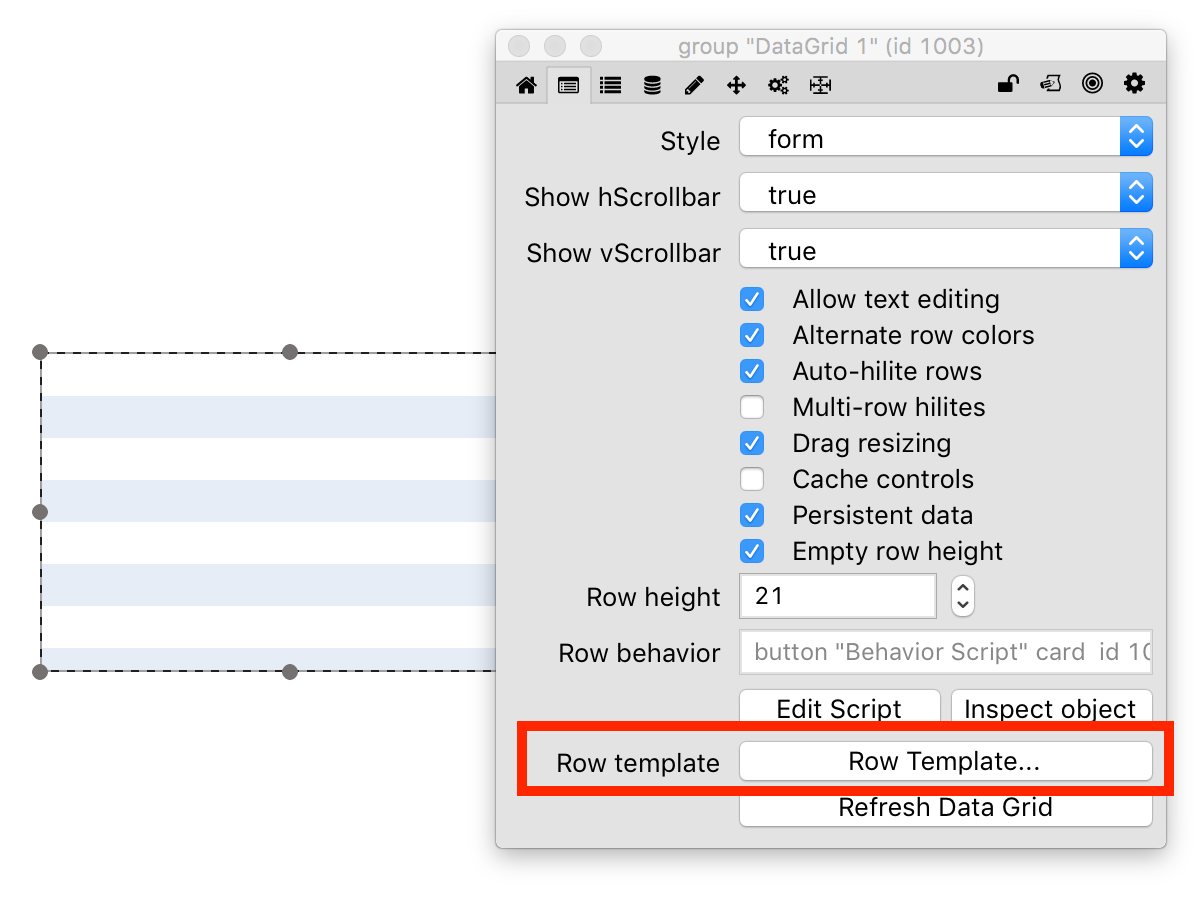 group "DataGrid 1" (id 1003)
Style form
Show hScrollbar true
Show vScrollbar true
Allow text editing
Alternate row colors
Auto-hilite rows
Multi-row hilites
Drag resizing
Cache controls
Persistent data
Empty row height
Row height 21
Row behavior button "Behavior Script" card id 10
Edit Script Inspect object
Row template Row Template...
Refresh Data Grid